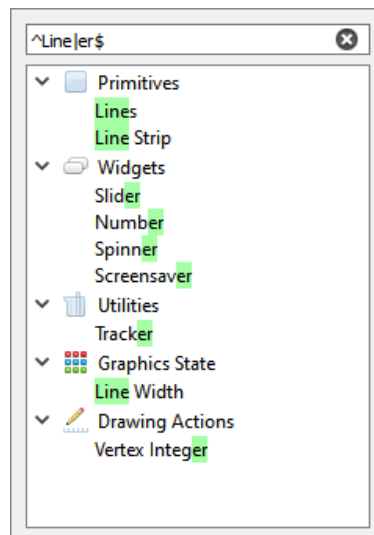 ^Line|er$
Primitives
Lines
Line Strip
Widgets
Slider
Number
Spinner
Screensaver
Utilities
Tracker
Graphics State
Line Width
Drawing Actions
Vertex Integer